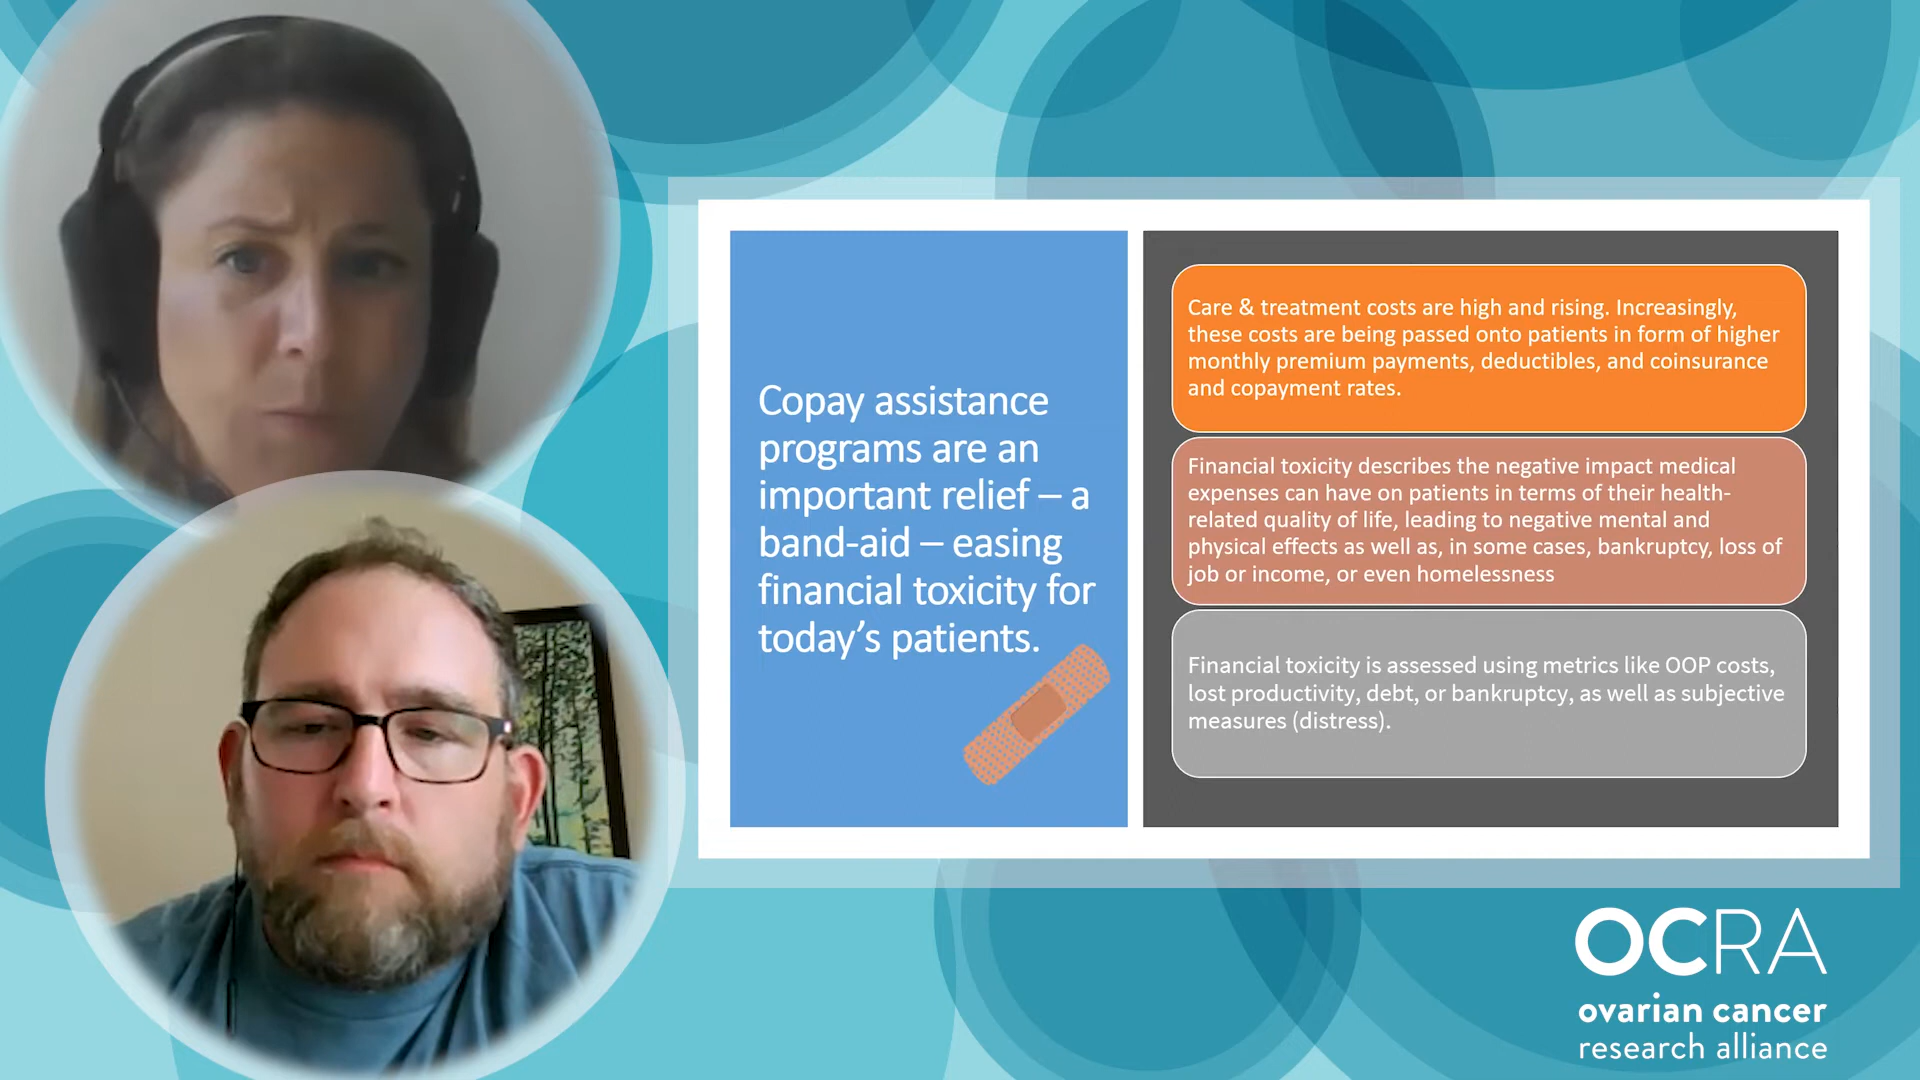 Copay assistance
programs are an
important relief – a
band-aid – easing
financial toxicity for
today’s patients.
Care & treatment costs are high and rising. Increasingly,
these costs are being passed onto patients in form of higher
monthly premium payments, deductibles, and coinsurance
and copayment rates.
Financial toxicity describes the negative impact medical
expenses can have on patients in terms of their health-
related quality of life, leading to negative mental and
physical effects as well as, in some cases, bankruptcy, loss of
job or income, or even homelessness
Financial toxicity is assessed using metrics like OOP costs,
lost productivity, debt, or bankruptcy, as well as subjective
measures (distress).
OCRA
ovarian cancer
research alliance